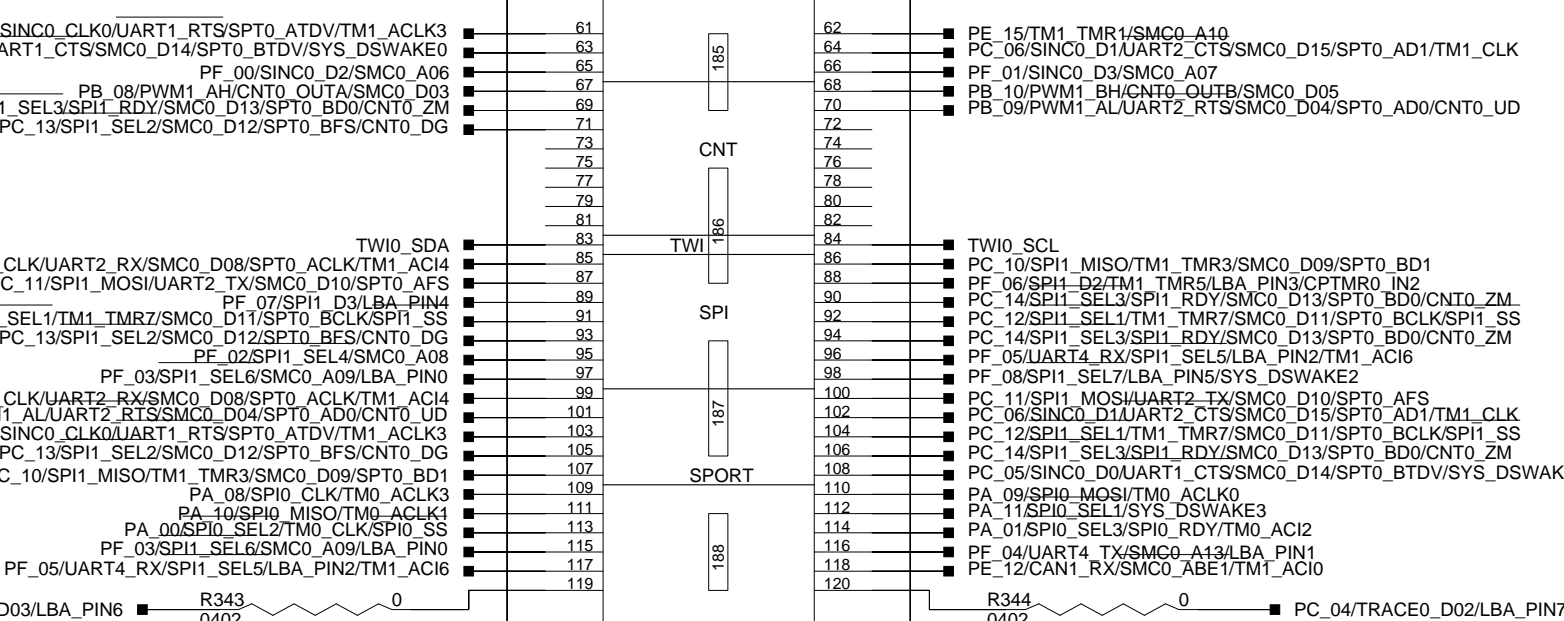 SINC0_CLK0/UART1_RTS/SPT0_ATDV/TM1_ACLK3 61 62 PE_15/TM1_TMR1/SMC0_A10
ART1_CTS/SMC0_D14/SPT0_BTDV/SYS_DSWAKE0 63 64 PC_06/SINC0_D1/UART2_CTS/SMC0_D15/SPT0_AD1/TM1_CLK
185
PF_00/SINC0_D2/SMC0_A06 65 66 PF_01/SINC0_D3/SMC0_A07
PB_08/PWM1_AH/CNT0_OUTA/SMC0_D03 67 68 PB_10/PWM1_BH/CNT0_OUTB/SMC0_D05
1_SEL3/SPI1_RDY/SMC0_D13/SPT0_BD0/CNT0_ZM 69 70 PB_09/PWM1_AL/UART2_RTS/SMC0_D04/SPT0_AD0/CNT0_UD
PC_13/SPI1_SEL2/SMC0_D12/SPT0_BFS/CNT0_DG 71 72
73 CNT 74
75 76
77 78
79 80
81 186 82
TWI0_SDA 83 TWI 84 TWI0_SCL
CLK/UART2_RX/SMC0_D08/SPT0_ACLK/TM1_ACI4 85 86 PC_10/SPI1_MISO/TM1_TMR3/SMC0_D09/SPT0_BD1
C_11/SPI1_MOSI/UART2_TX/SMC0_D10/SPT0_AFS 87 88 PF_06/SPI1_D2/TM1_TMR5/LBA_PIN3/CPTMR0_IN2
PF_07/SPI1_D3/LBA_PIN4 89 90 PC_14/SPI1_SEL3/SPI1_RDY/SMC0_D13/SPT0_BD0/CNT0_ZM
_SEL1/TM1_TMR7/SMC0_D11/SPT0_BCLK/SPI1_SS 91 SPI 92 PC_12/SPI1_SEL1/TM1_TMR7/SMC0_D11/SPT0_BCLK/SPI1_SS
PC_13/SPI1_SEL2/SMC0_D12/SPT0_BFS/CNT0_DG 93 94 PC_14/SPI1_SEL3/SPI1_RDY/SMC0_D13/SPT0_BD0/CNT0_ZM
PF_02/SPI1_SEL4/SMC0_A08 95 96 PF_05/UART4_RX/SPI1_SEL5/LBA_PIN2/TM1_ACI6
PF_03/SPI1_SEL6/SMC0_A09/LBA_PIN0 97 98 PF_08/SPI1_SEL7/LBA_PIN5/SYS_DSWAKE2
CLK/UART2_RX/SMC0_D08/SPT0_ACLK/TM1_ACI4 99 100 PC_11/SPI1_MOSI/UART2_TX/SMC0_D10/SPT0_AFS
1_AL/UART2_RTS/SMC0_D04/SPT0_AD0/CNT0_UD 101 187 102 PC_06/SINC0_D1/UART2_CTS/SMC0_D15/SPT0_AD1/TM1_CLK
SINC0_CLK0/UART1_RTS/SPT0_ATDV/TM1_ACLK3 103 104 PC_12/SPI1_SEL1/TM1_TMR7/SMC0_D11/SPT0_BCLK/SPI1_SS
PC_13/SPI1_SEL2/SMC0_D12/SPT0_BFS/CNT0_DG 105 106 PC_14/SPI1_SEL3/SPI1_RDY/SMC0_D13/SPT0_BD0/CNT0_ZM
C_10/SPI1_MISO/TM1_TMR3/SMC0_D09/SPT0_BD1 107 SPORT 108 PC_05/SINC0_D0/UART1_CTS/SMC0_D14/SPT0_BTDV/SYS_DSWAK
PA_08/SPI0_CLK/TM0_ACLK3 109 110 PA_09/SPI0_MOSI/TM0_ACLK0
PA_10/SPI0_MISO/TM0_ACLK1 111 112 PA_11/SPI0_SEL1/SYS_DSWAKE3
PA_00/SPI0_SEL2/TM0_CLK/SPI0_SS 113 114 PA_01/SPI0_SEL3/SPI0_RDY/TM0_ACI2
PF_03/SPI1_SEL6/SMC0_A09/LBA_PIN0 115 188 116 PF_04/UART4_TX/SMC0_A13/LBA_PIN1
PF_05/UART4_RX/SPI1_SEL5/LBA_PIN2/TM1_ACI6 117 118 PE_12/CAN1_RX/SMC0_ABE1/TM1_ACI0
119 120
D03/LBA_PIN6 R343 0 R344 0 PC_04/TRACE0_D02/LBA_PIN7
0402 0402